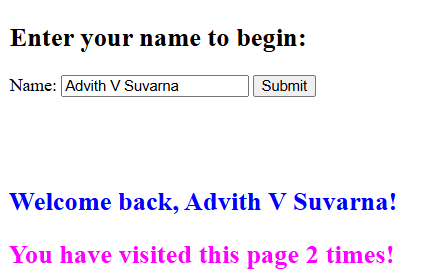 Enter your name to begin:
Name: Advith V Suvarna Submit
Welcome back, Advith V Suvarna!
You have visited this page 2 times!